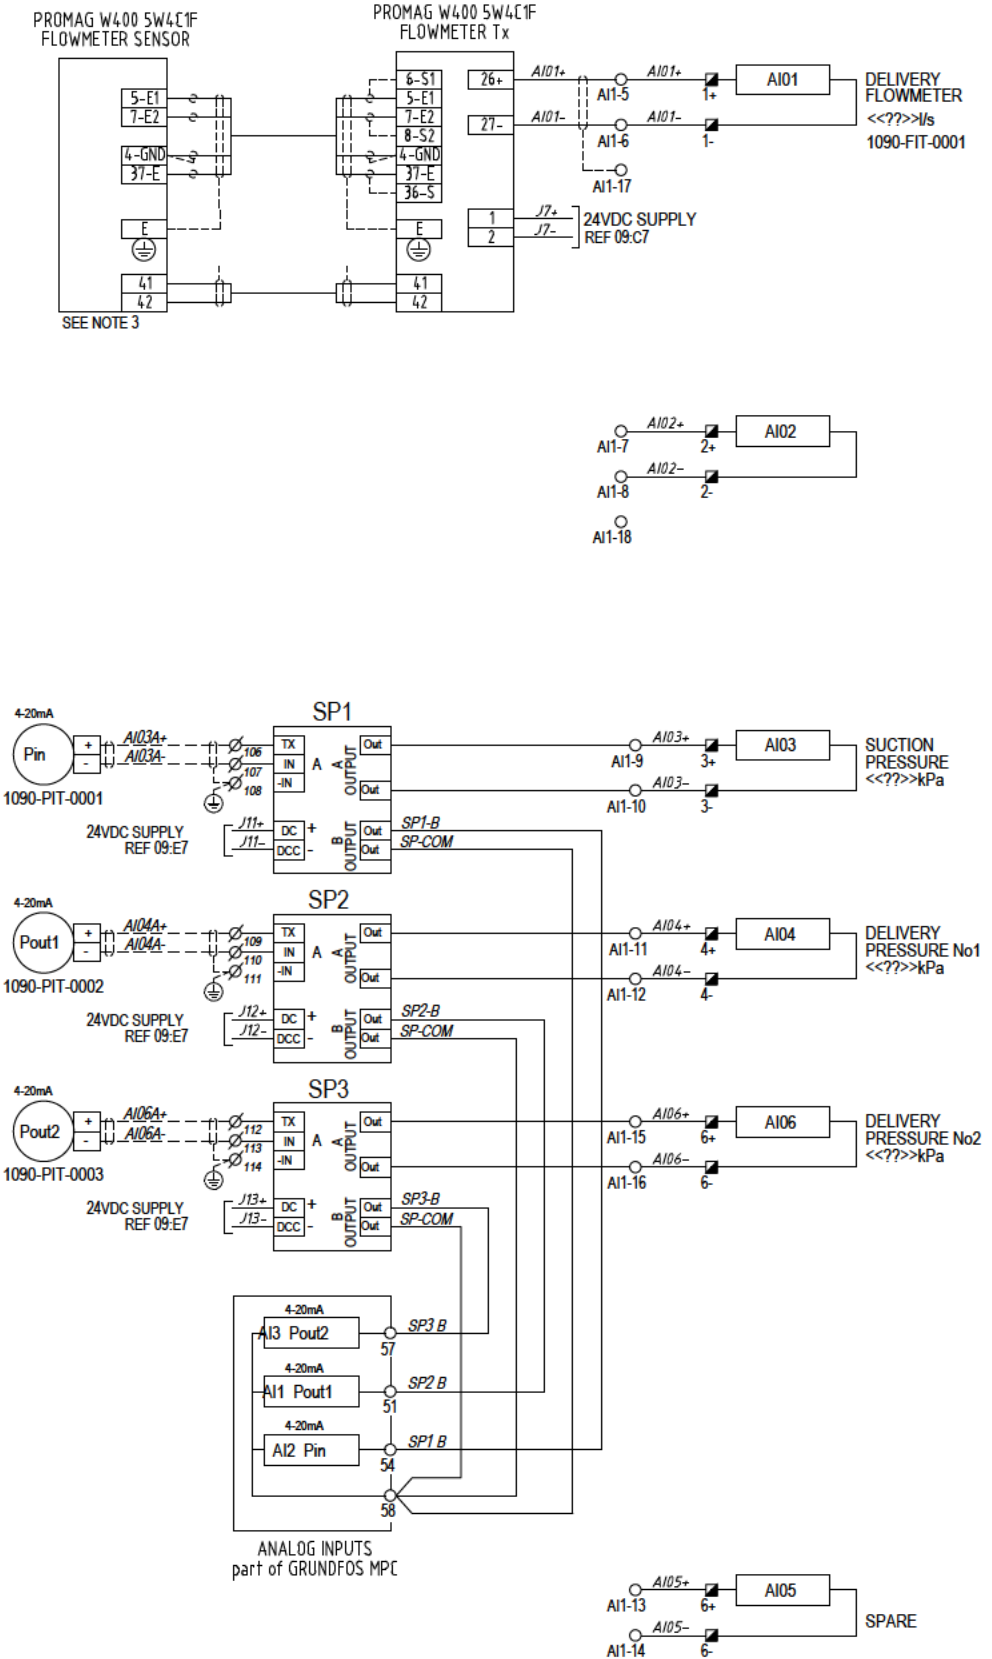 PROMAG W400 5W4C1F
FLOWMETER SENSOR
5-E1
7-E2
4-GND
37-E
E
41
42
SEE NOTE 3
PROMAG W400 5W4C1F
FLOWMETER Tx
6-S1
5-E1
7-E2
8-S2
4-GND
37-E
36-S
E
41
42
26+
27-
1
2
AI01+
AI01-
J7+
J7-
24VDC SUPPLY
REF 09:C7
AI1-5
AI1-6
AI1-17
AI01+
AI01-
1+
1-
AI01
DELIVERY
FLOWMETER
<<??>>l/s
1090-FIT-0001
AI1-7
AI1-8
AI1-18
AI02+
AI02-
2+
2-
AI02
4-20mA
Pin
+
-
1090-PIT-0001
AI03A+
AI03A-
106
107
108
24VDC SUPPLY
REF 09:E7
J11+
J11-
SP1
TX
IN
-IN
A
A OUTPUT
Out
Out
DC +
DCC -
B OUTPUT
Out
Out
SP1-B
SP-COM
AI1-9
AI1-10
AI03+
AI03-
3+
3-
AI03
SUCTION
PRESSURE
<<??>>kPa
4-20mA
Pout1
+
-
1090-PIT-0002
AI04A+
AI04A-
109
110
111
24VDC SUPPLY
REF 09:E7
J12+
J12-
SP2
TX
IN
-IN
A
A OUTPUT
Out
Out
DC +
DCC -
B OUTPUT
Out
Out
SP2-B
SP-COM
AI1-11
AI1-12
AI04+
AI04-
4+
4-
AI04
DELIVERY
PRESSURE No1
<<??>>kPa
4-20mA
Pout2
+
-
1090-PIT-0003
AI06A+
AI06A-
112
113
114
24VDC SUPPLY
REF 09:E7
J13+
J13-
SP3
TX
IN
-IN
A
A OUTPUT
Out
Out
DC +
DCC -
B OUTPUT
Out
Out
SP3-B
SP-COM
AI1-15
AI1-16
AI06+
AI06-
6+
6-
AI06
DELIVERY
PRESSURE No2
<<??>>kPa
4-20mA
AI3 Pout2
57
SP3 B
4-20mA
AI1 Pout1
51
SP2 B
4-20mA
AI2 Pin
54
SP1 B
58
ANALOG INPUTS
part of GRUNDFOS MPC
AI1-13
AI1-14
AI05+
AI05-
6+
6-
AI05
SPARE